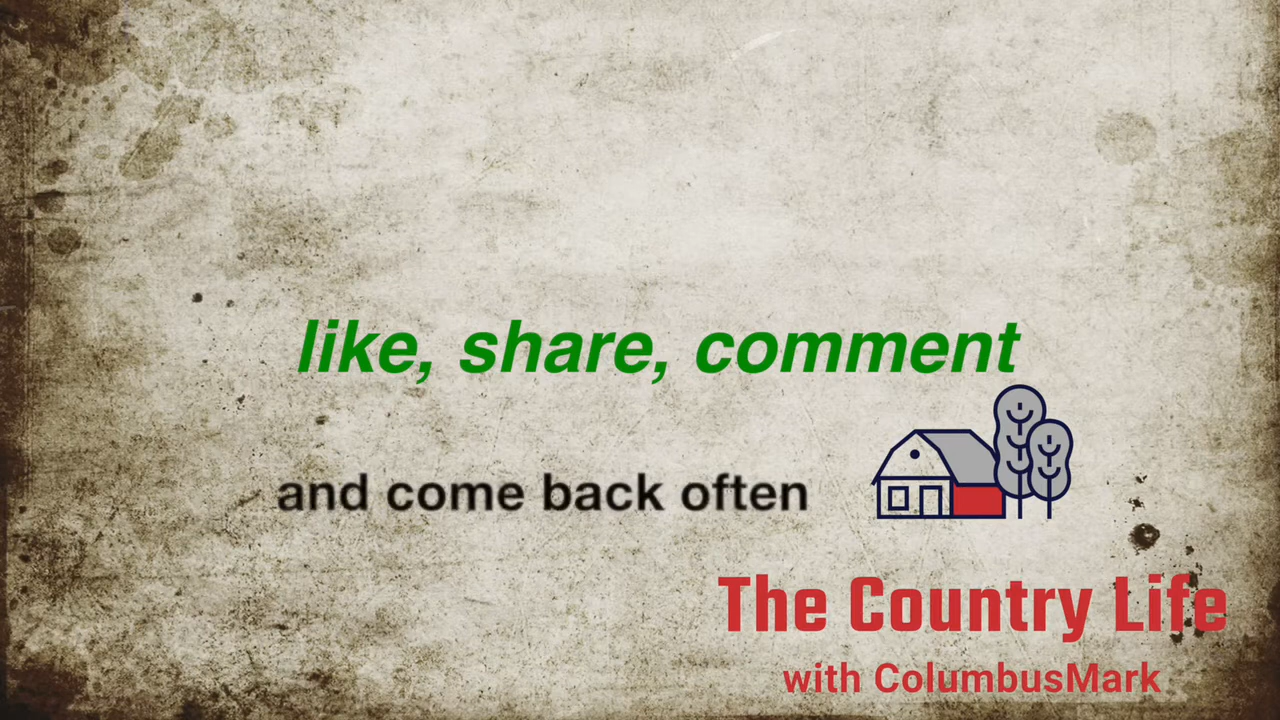 like, share, comment
and come back often
The Country Life
with ColumbusMark